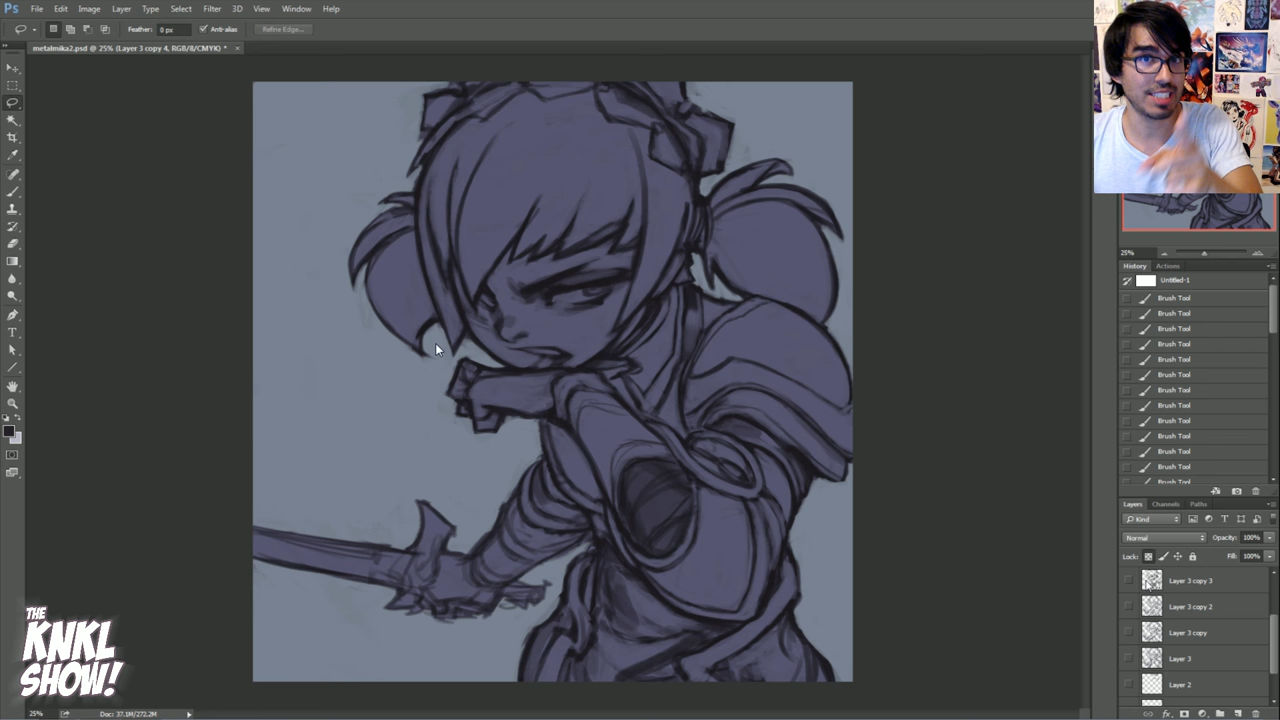 Ps File Edit Image Layer Type Select Filter 3D View Window Help
Feather: 0 px Anti-alias Refine Edge...
metalmika2.psd @ 25% (Layer 3 copy 4, RGB/8/CMYK) * ×
25%
History Actions
Untitled-1
Brush Tool
Brush Tool
Brush Tool
Brush Tool
Brush Tool
Brush Tool
Brush Tool
Brush Tool
Brush Tool
Brush Tool
Brush Tool
Brush Tool
Brush Tool
Layers Channels Paths
Kind
Normal Opacity: 100%
Lock: Fill: 100%
Layer 3 copy 3
Layer 3 copy 2
Layer 3 copy
Layer 3
Layer 2
THE
KNKL
SHOW!
25% Doc: 37.1M/272.2M